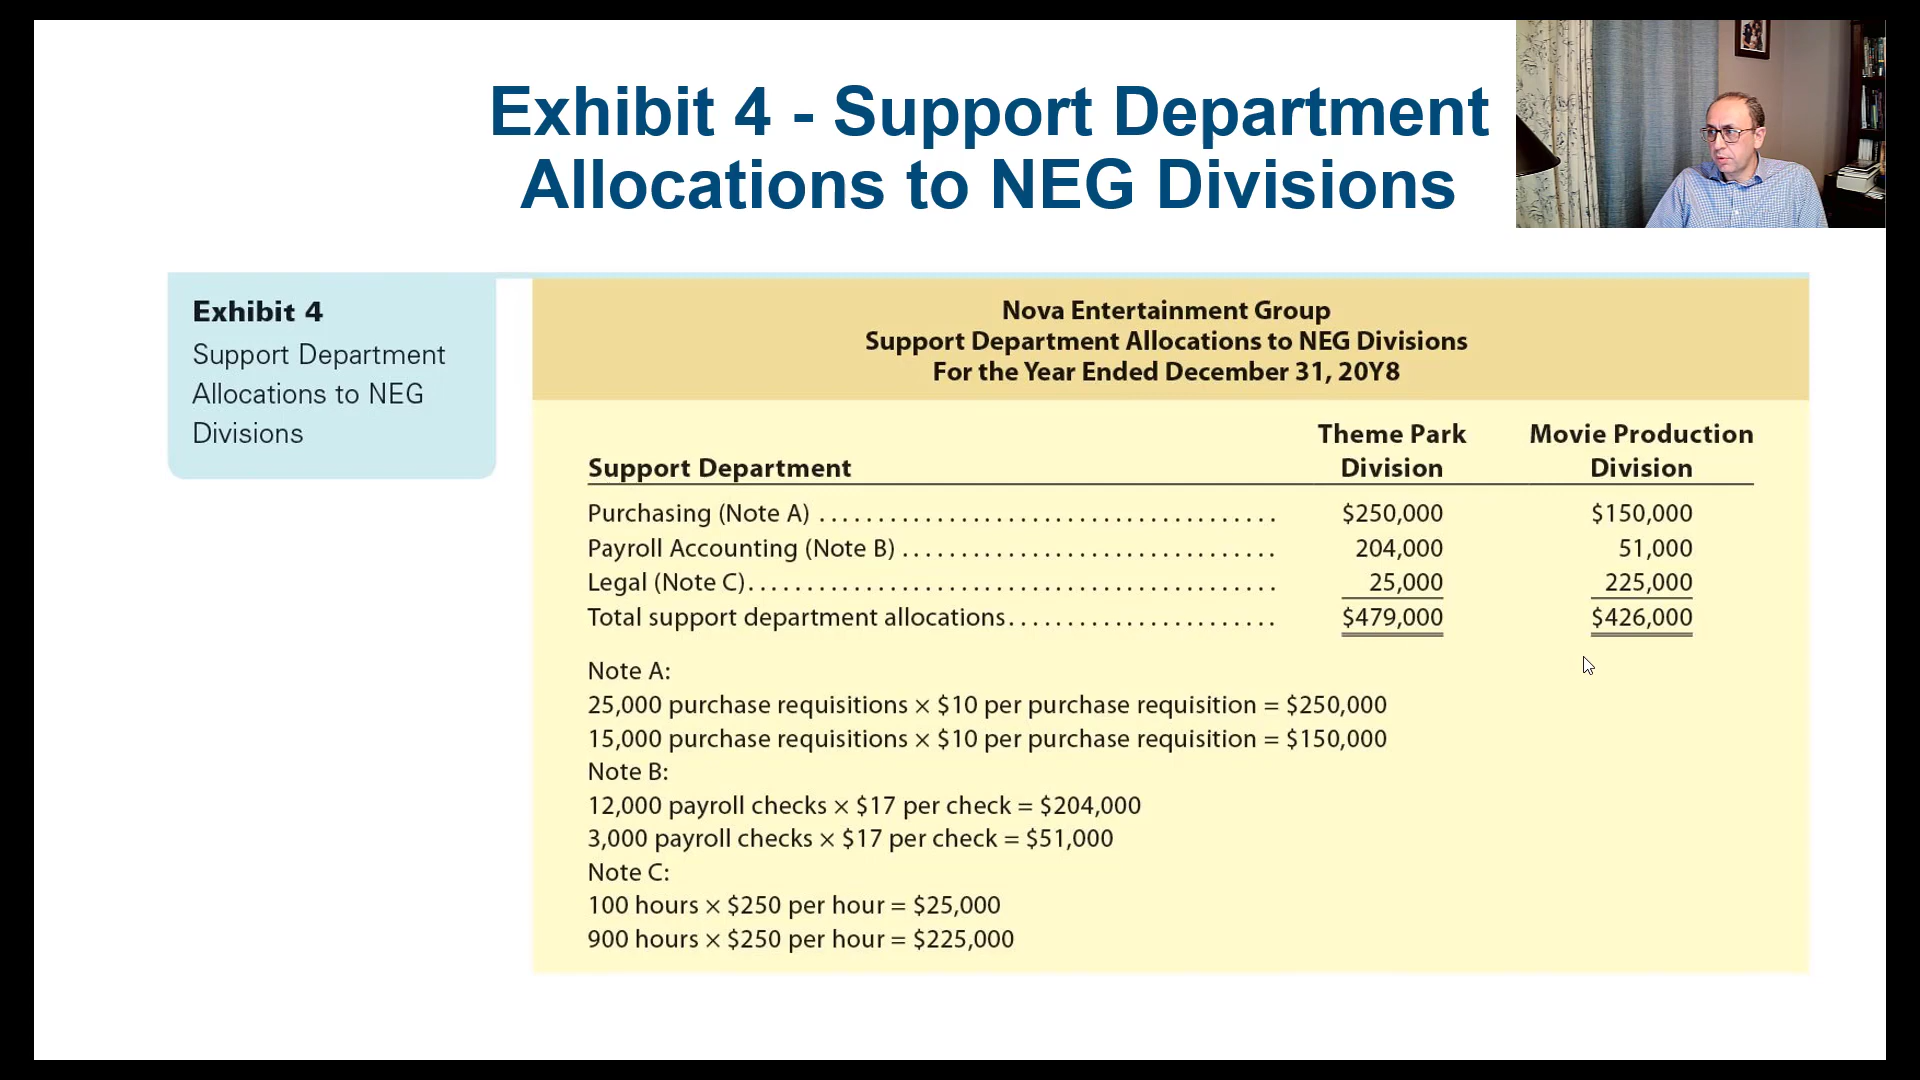 Exhibit 4 - Support Department
Allocations to NEG Divisions
Exhibit 4
Support Department
Allocations to NEG
Divisions
Nova Entertainment Group
Support Department Allocations to NEG Divisions
For the Year Ended December 31, 20Y8
Theme Park Movie Production
Support Department Division Division
Purchasing (Note A) ....................................... $250,000 $150,000
Payroll Accounting (Note B) ................................ 204,000 51,000
Legal (Note C)............................................. 25,000 225,000
Total support department allocations....................... $479,000 $426,000
Note A:
25,000 purchase requisitions × $10 per purchase requisition = $250,000
15,000 purchase requisitions × $10 per purchase requisition = $150,000
Note B:
12,000 payroll checks × $17 per check = $204,000
3,000 payroll checks × $17 per check = $51,000
Note C:
100 hours × $250 per hour = $25,000
900 hours × $250 per hour = $225,000